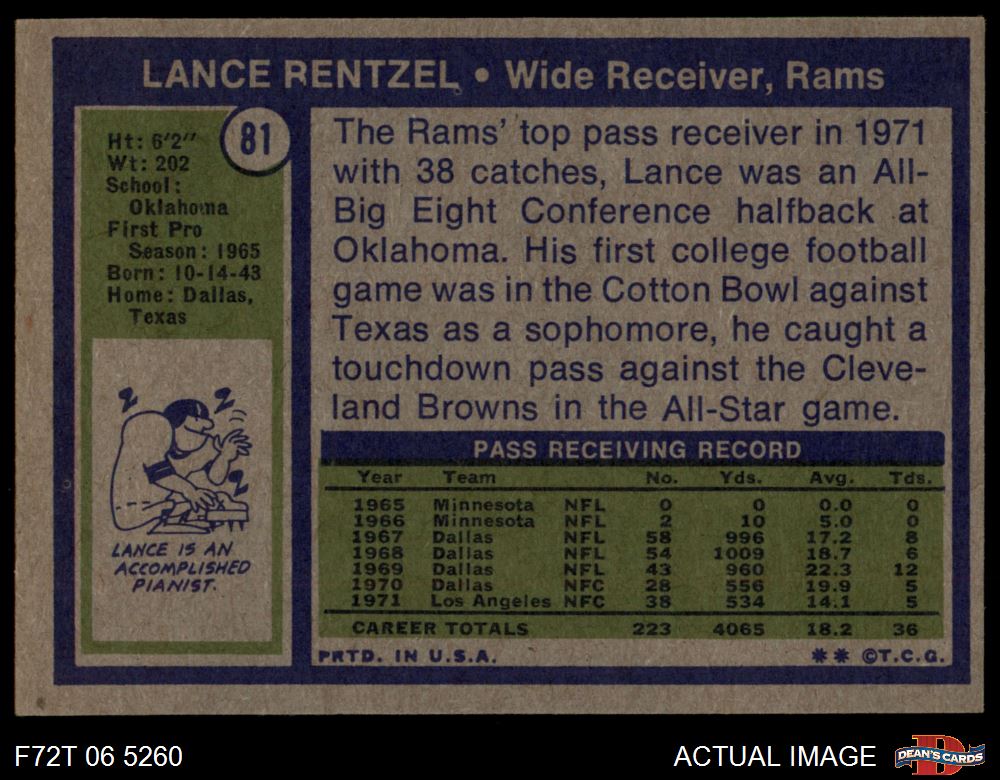 LANCE RENTZEL • Wide Receiver, Rams
81
Ht: 6'2"
Wt: 202
School:
Oklahoma
First Pro
Season: 1965
Born: 10-14-43
Home: Dallas,
Texas
The Rams' top pass receiver in 1971
with 38 catches, Lance was an All-
Big Eight Conference halfback at
Oklahoma. His first college football
game was in the Cotton Bowl against
Texas as a sophomore, he caught a
touchdown pass against the Cleve-
land Browns in the All-Star game.
LANCE IS AN
ACCOMPLISHED
PIANIST.
PASS RECEIVING RECORD
Year Team No. Yds. Avg. Tds.
1965 Minnesota NFL 0 0 0.0 0
1966 Minnesota NFL 2 10 5.0 0
1967 Dallas NFL 58 996 17.2 8
1968 Dallas NFL 54 1009 18.7 6
1969 Dallas NFL 43 960 22.3 12
1970 Dallas NFC 28 556 19.9 5
1971 Los Angeles NFC 38 534 14.1 5
CAREER TOTALS 223 4065 18.2 36
PRTD. IN U.S.A. ** ©T.C.G.
F72T 06 5260 ACTUAL IMAGE
DEAN'S CARDS